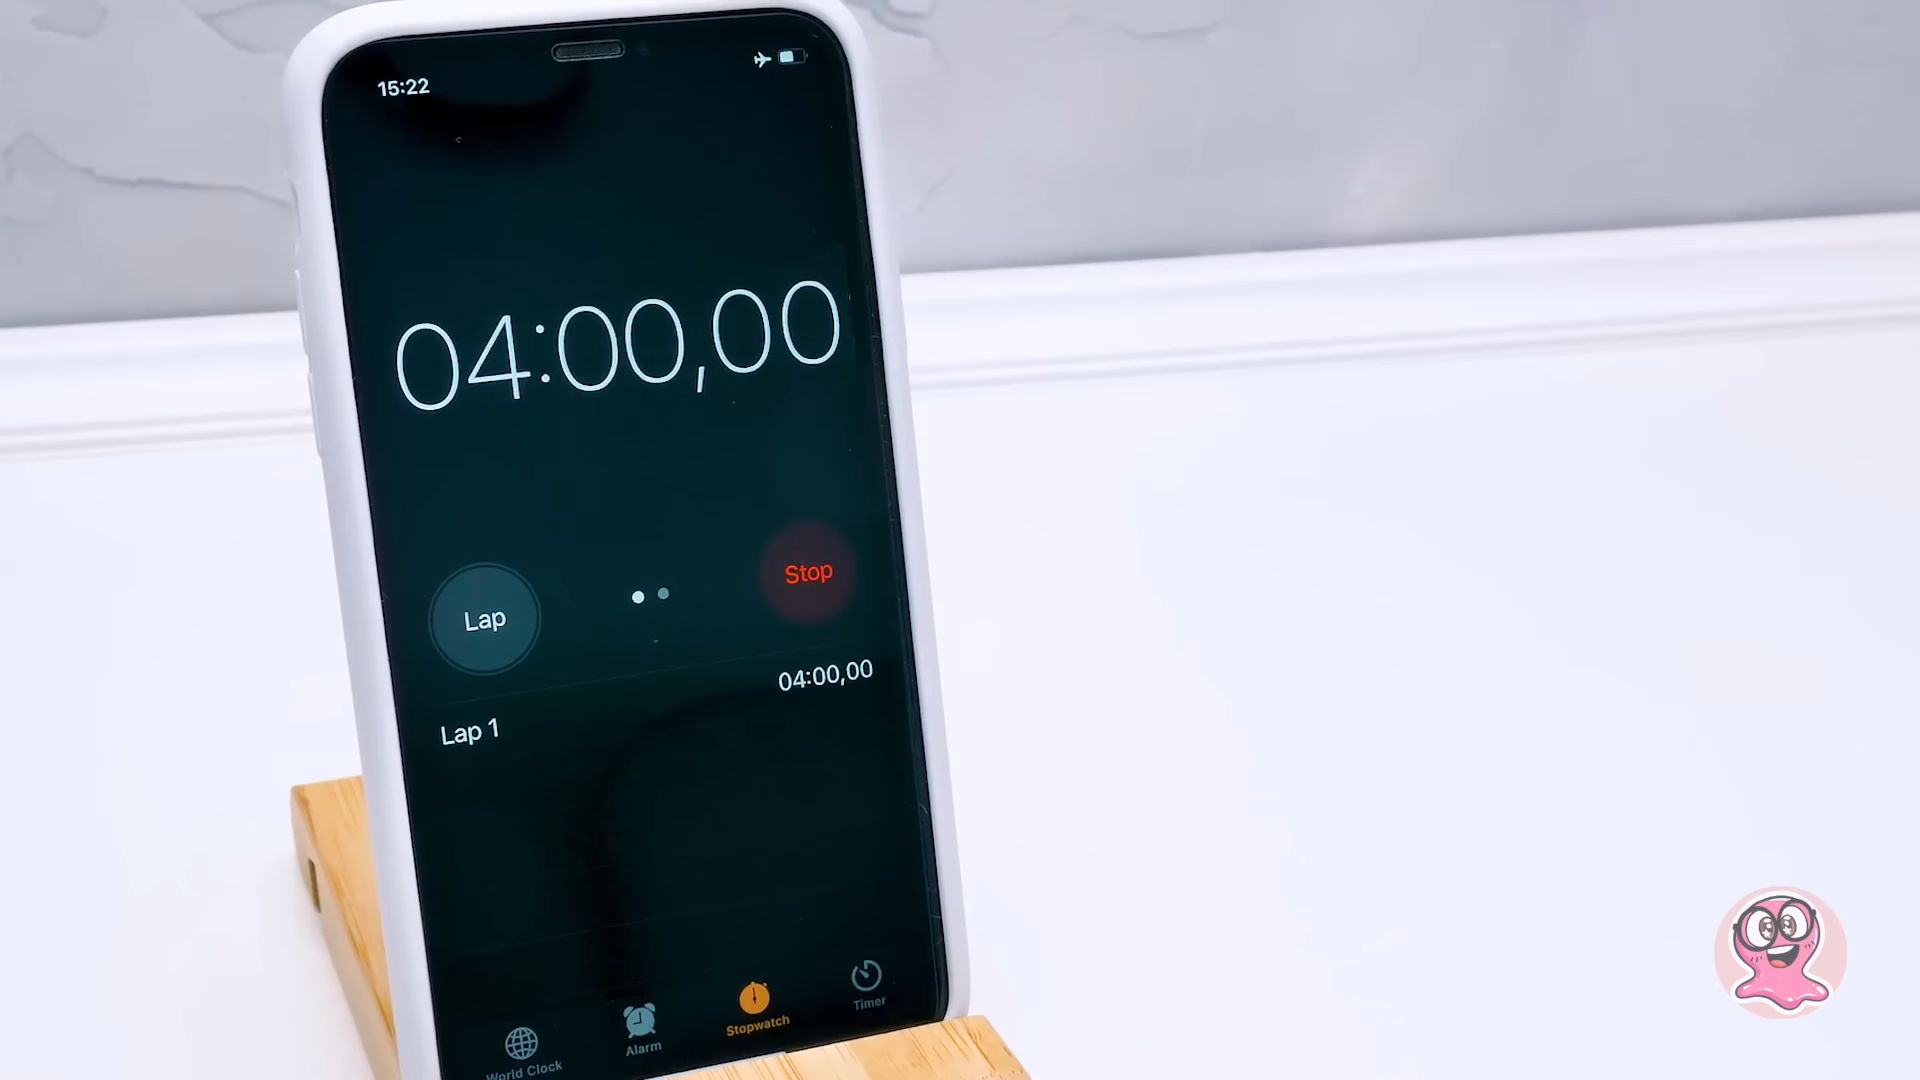 15:22
04:00,00
Lap
Stop
04:00,00
Lap 1
World Clock
Alarm
Stopwatch
Timer